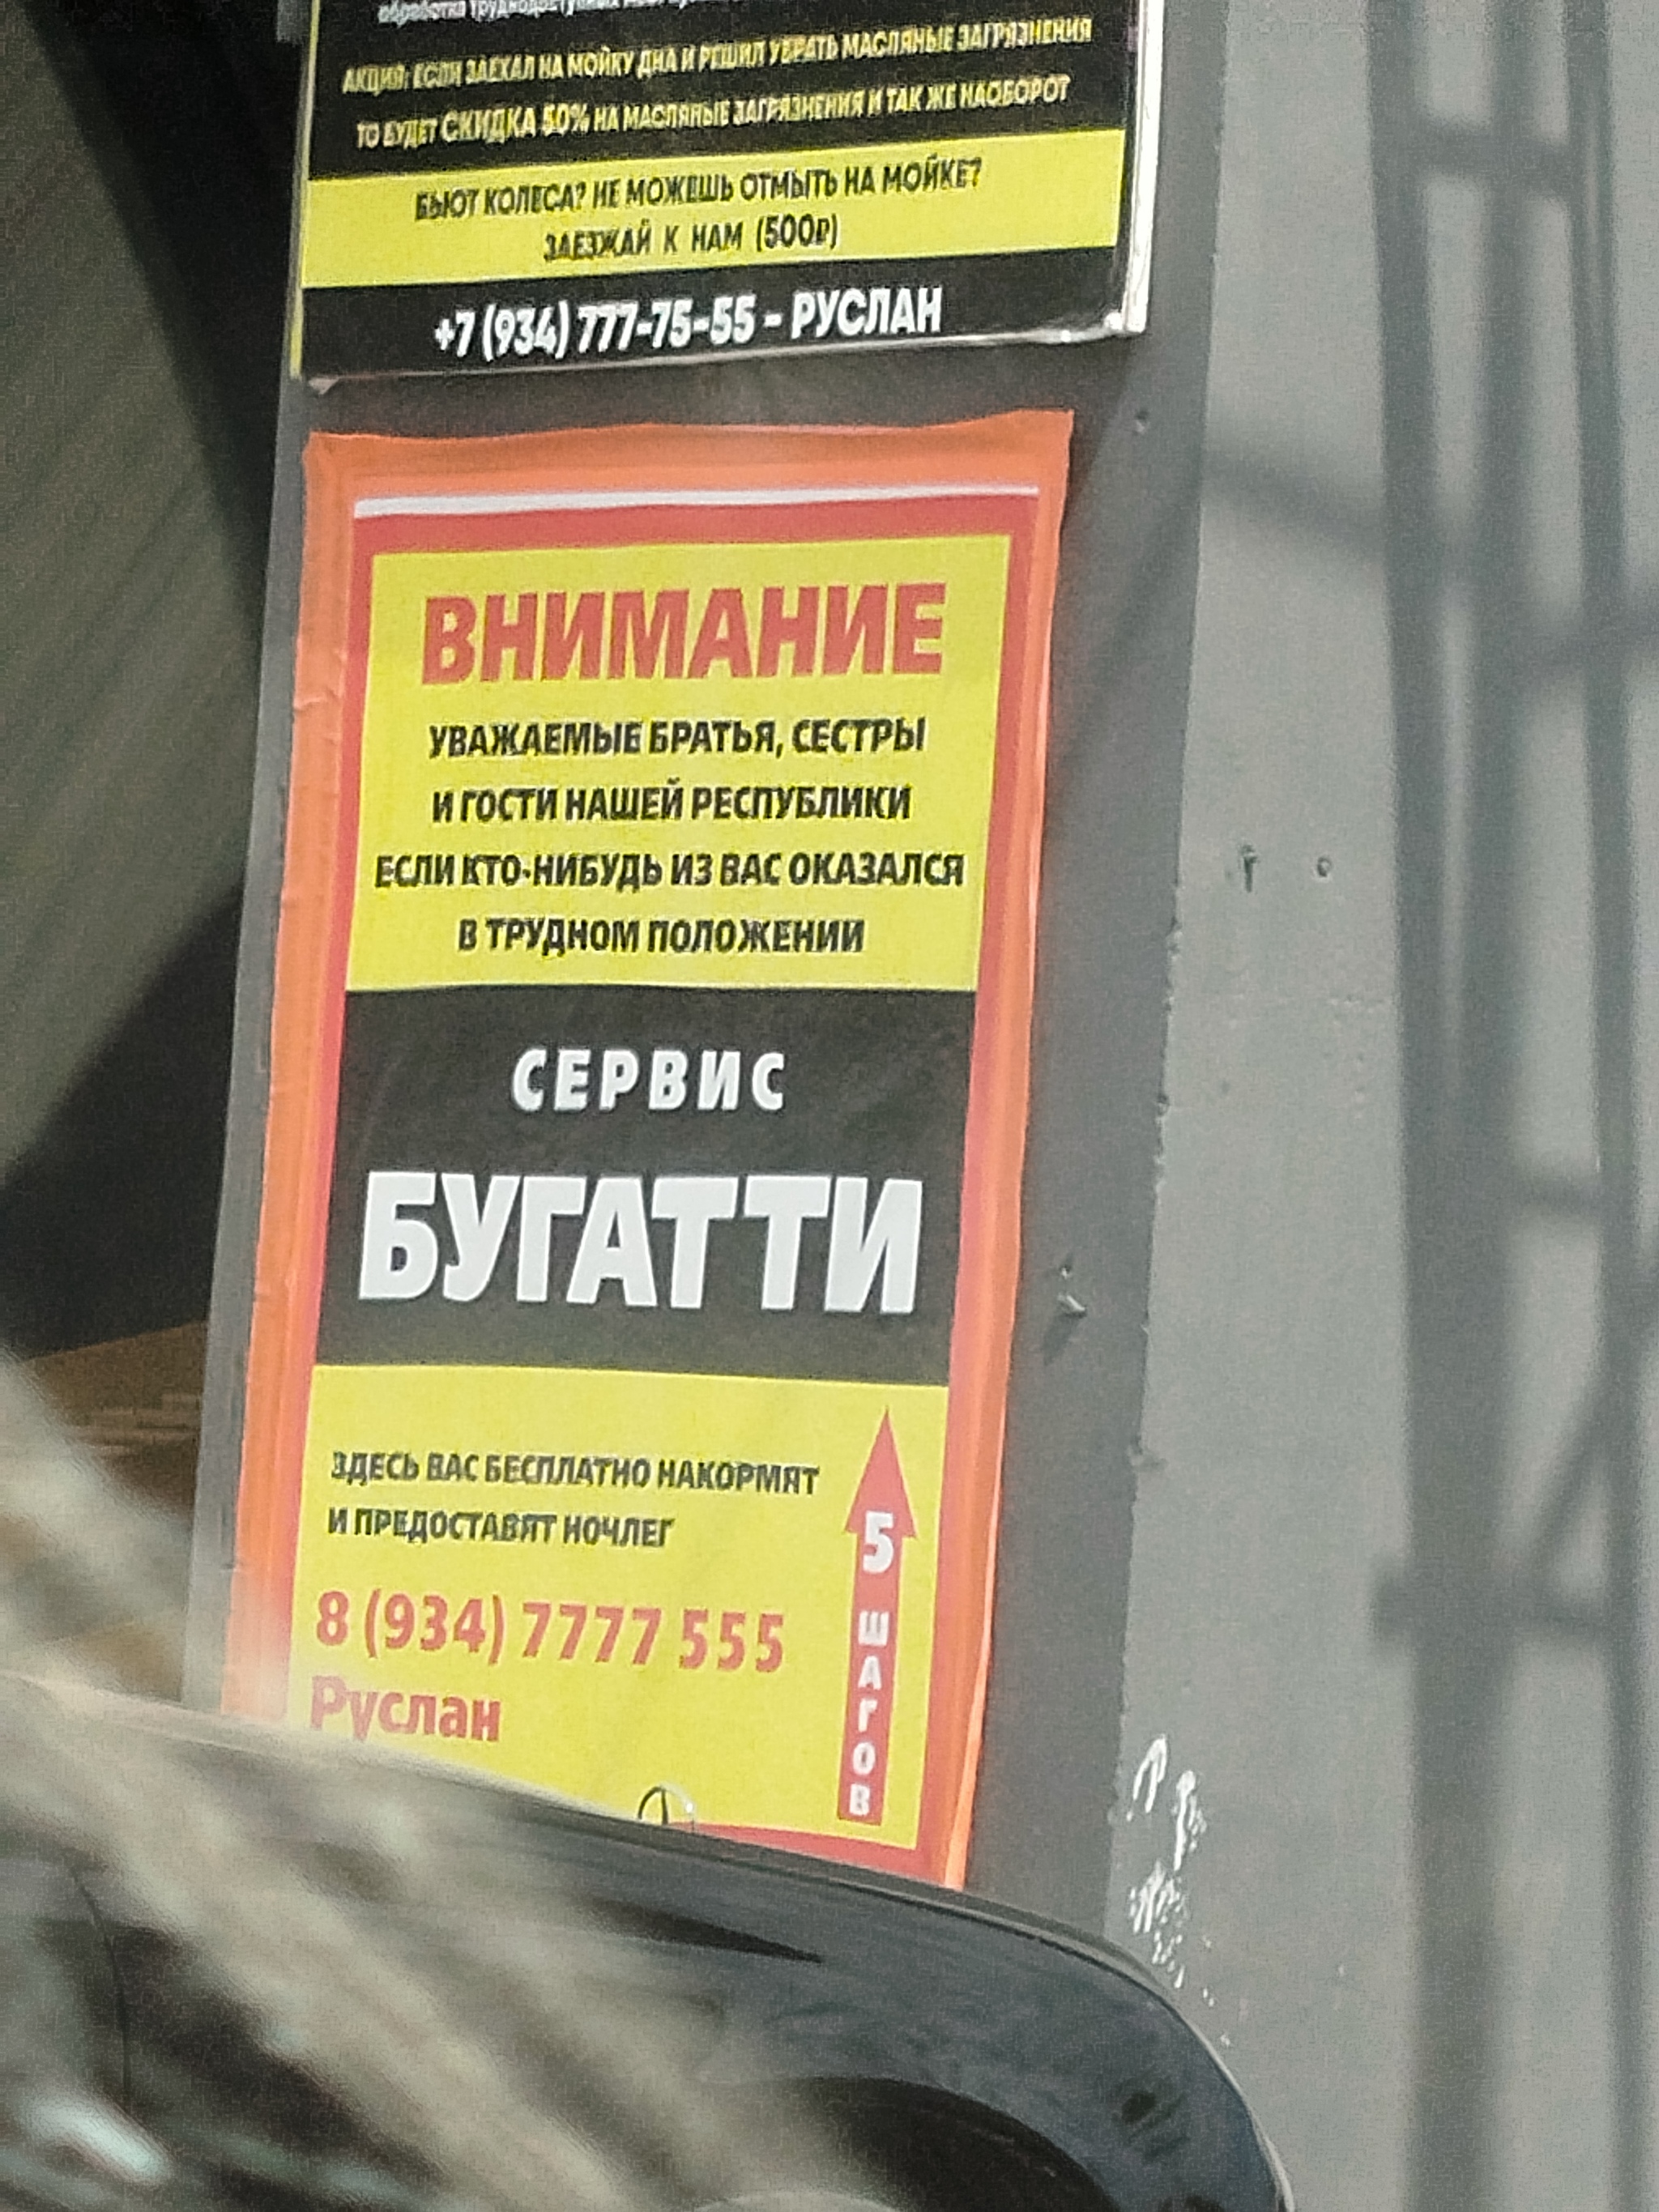 обработка труднодоступных
АКЦИЯ: ЕСЛИ ЗАЕХАЛ НА МОЙКУ ДНА И РЕШИЛ УБРАТЬ МАСЛЯНЫЕ ЗАГРЯЗНЕНИЯ
ТО БУДЕТ СКИДКА 50% НА МАСЛЯНЫЕ ЗАГРЯЗНЕНИЯ И ТАК ЖЕ НАОБОРОТ
БЬЮТ КОЛЕСА? НЕ МОЖЕШЬ ОТМЫТЬ НА МОЙКЕ?
ЗАЕЗЖАЙ К НАМ (500₽)
+7 (934) 777-75-55 - РУСЛАН
ВНИМАНИЕ
УВАЖАЕМЫЕ БРАТЬЯ, СЕСТРЫ
И ГОСТИ НАШЕЙ РЕСПУБЛИКИ
ЕСЛИ КТО-НИБУДЬ ИЗ ВАС ОКАЗАЛСЯ
В ТРУДНОМ ПОЛОЖЕНИИ
СЕРВИС
БУГАТТИ
ЗДЕСЬ ВАС БЕСПЛАТНО НАКОРМЯТ
И ПРЕДОСТАВЯТ НОЧЛЕГ
8 (934) 7777 555
Руслан
5 ШАГОВ